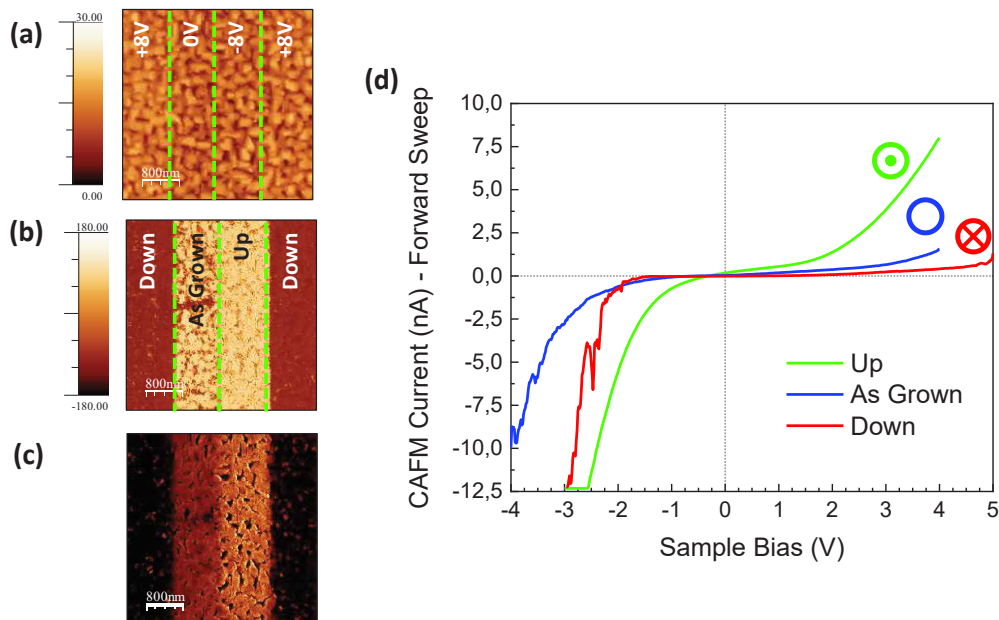 (a)
30.00
0.00
+8V
0V
-8V
+8V
800nm
(b)
180.00
-180.00
Down
As Grown
Up
Down
800nm
(c)
800nm
(d)
CAFM Current (nA) - Forward Sweep
10,0
7,5
5,0
2,5
0,0
-2,5
-5,0
-7,5
-10,0
-12,5
Up
As Grown
Down
-4 -3 -2 -1 0 1 2 3 4 5
Sample Bias (V)